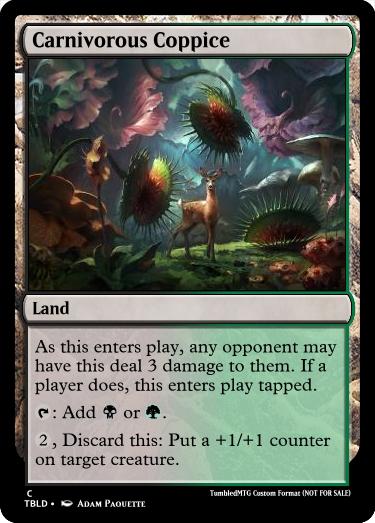 Carnivorous Coppice
Land
As this enters play, any opponent may
have this deal 3 damage to them. If a
player does, this enters play tapped.
: Add or .
2 , Discard this: Put a +1/+1 counter
on target creature.
C
TBLD • Adam Paquette
TumbledMTG Custom Format (NOT FOR SALE)